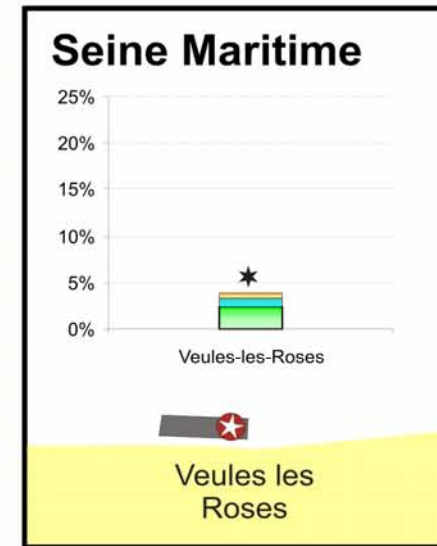 Seine Maritime
25%
20%
15%
10%
5%
0%
Veules-les-Roses
Veules les
Roses